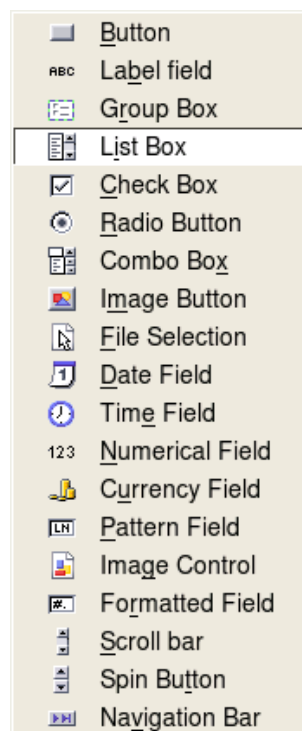 Button
ABC Label field
Group Box
List Box
Check Box
Radio Button
Combo Box
Image Button
File Selection
1 Date Field
Time Field
123 Numerical Field
Currency Field
LN Pattern Field
Image Control
#. Formatted Field
Scroll bar
Spin Button
Navigation Bar